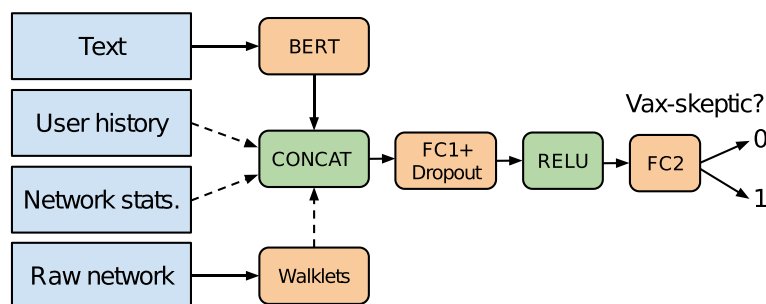 Text
BERT
User history
Vax-skeptic?
CONCAT
FC1+
Dropout
RELU
FC2
0
1
Network stats.
Raw network
Walklets